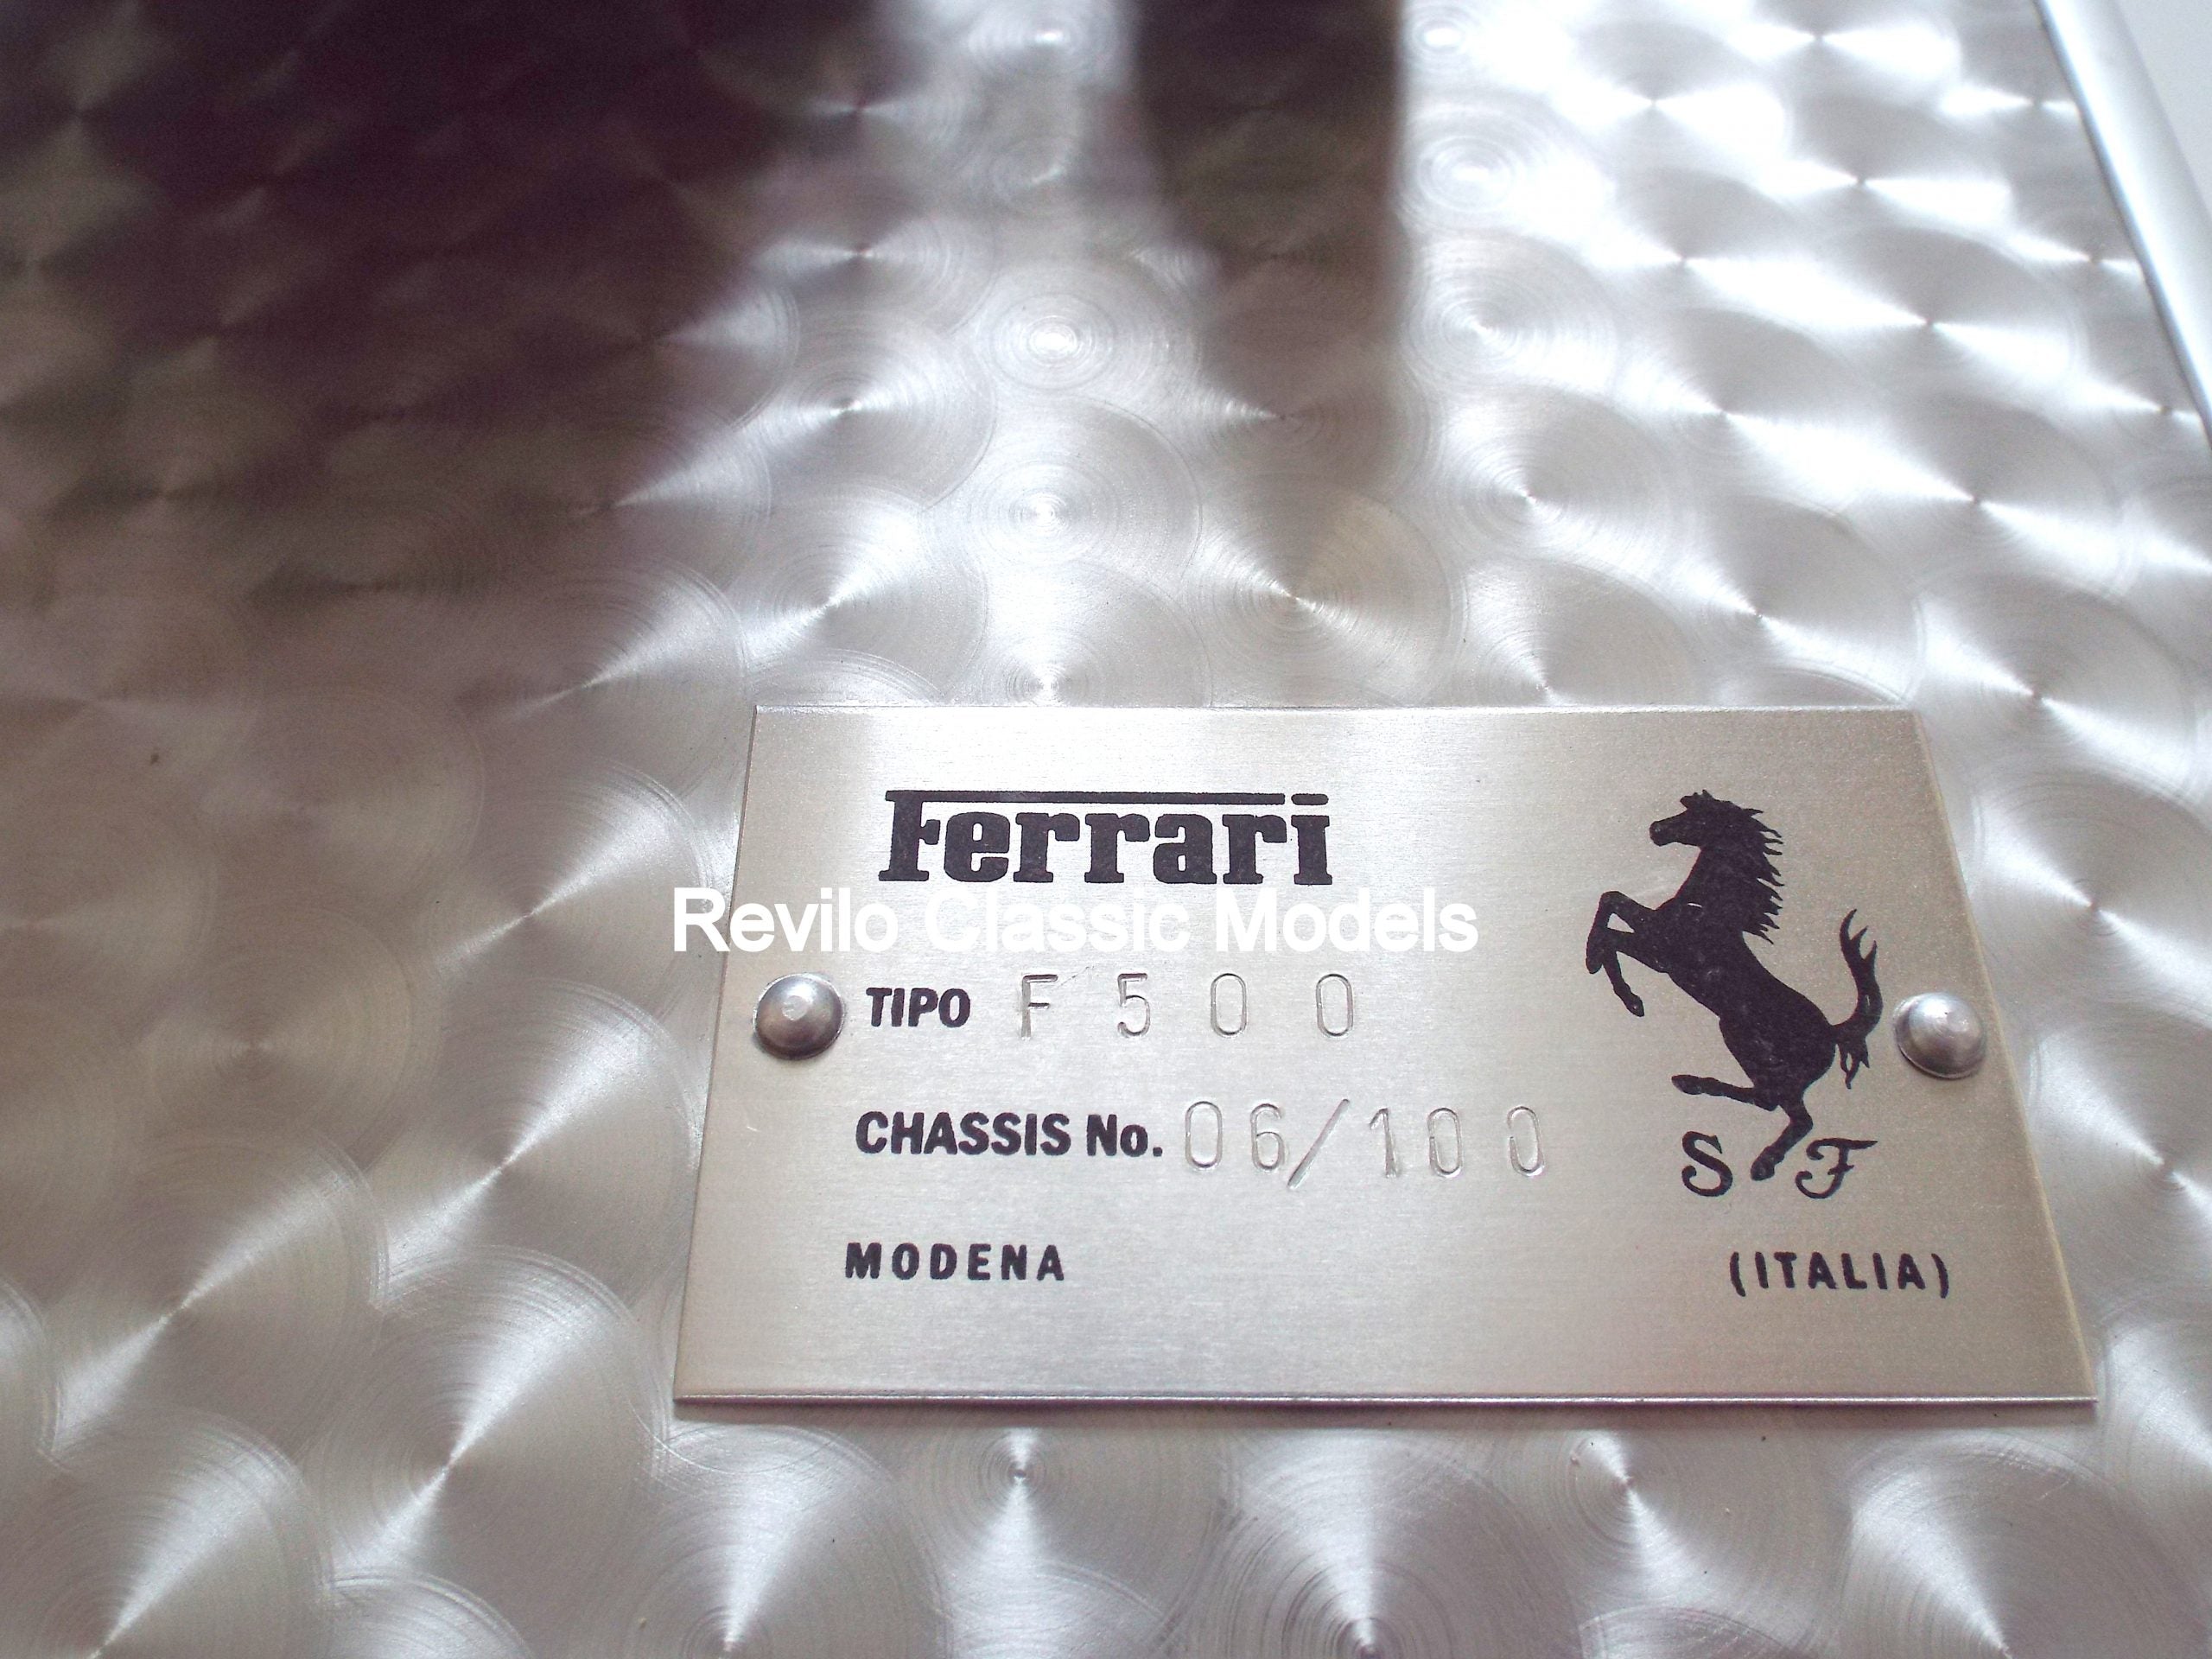 Ferrari
Revilo Classic Models
TIPO F 500
CHASSIS No. 06/100
S F
MODENA (ITALIA)